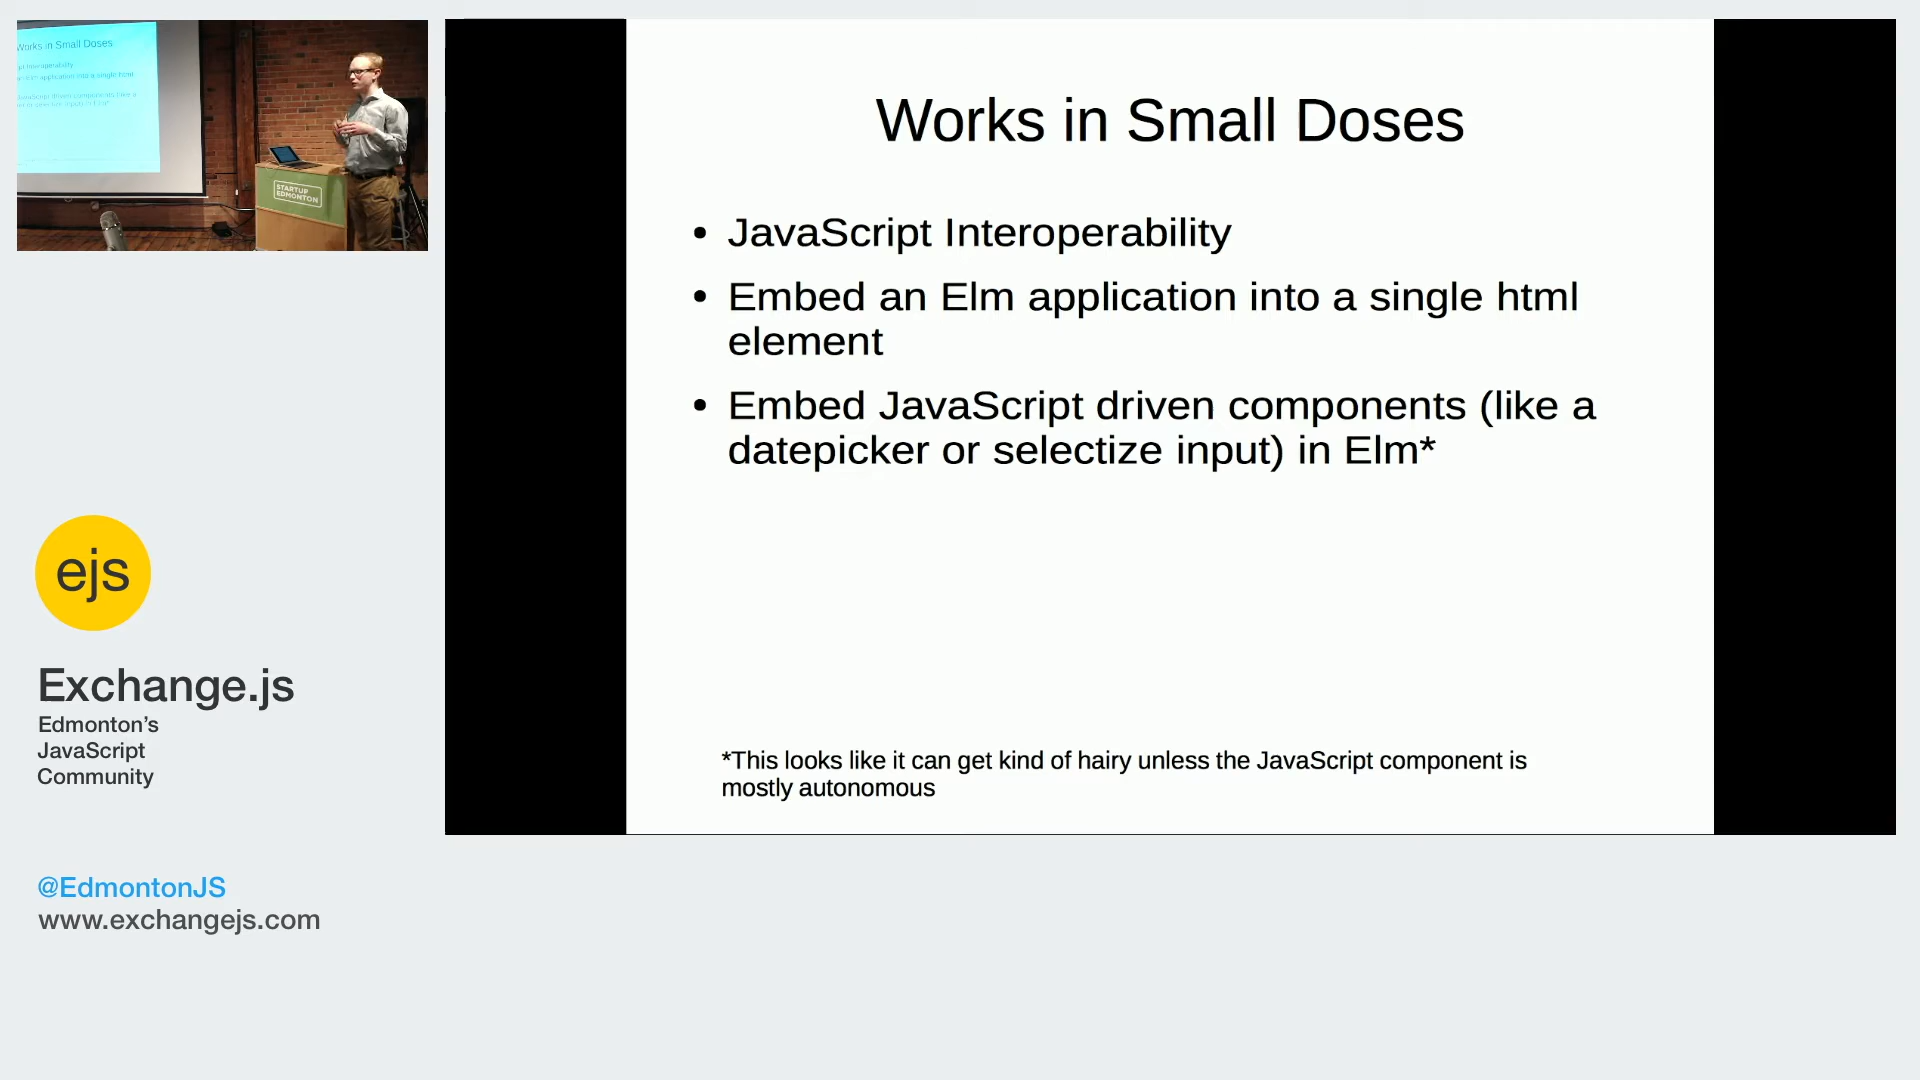 Works in Small Doses
STARTUP
EDMONTON
Works in Small Doses
• JavaScript Interoperability
• Embed an Elm application into a single html
element
• Embed JavaScript driven components (like a
datepicker or selectize input) in Elm*
*This looks like it can get kind of hairy unless the JavaScript component is
mostly autonomous
ejs
Exchange.js
Edmonton’s
JavaScript
Community
@EdmontonJS
www.exchangejs.com